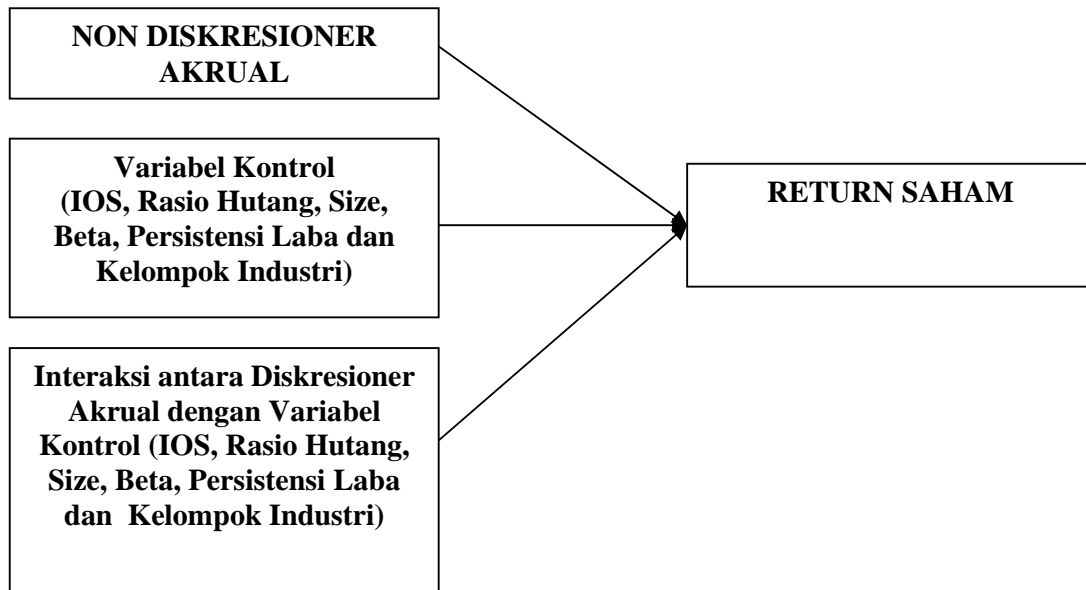 NON DISKRESIONER
AKRUAL
Variabel Kontrol
(IOS, Rasio Hutang, Size,
Beta, Persistensi Laba dan
Kelompok Industri)
RETURN SAHAM
Interaksi antara Diskresioner
Akrual dengan Variabel
Kontrol (IOS, Rasio Hutang,
Size, Beta, Persistensi Laba
dan Kelompok Industri)